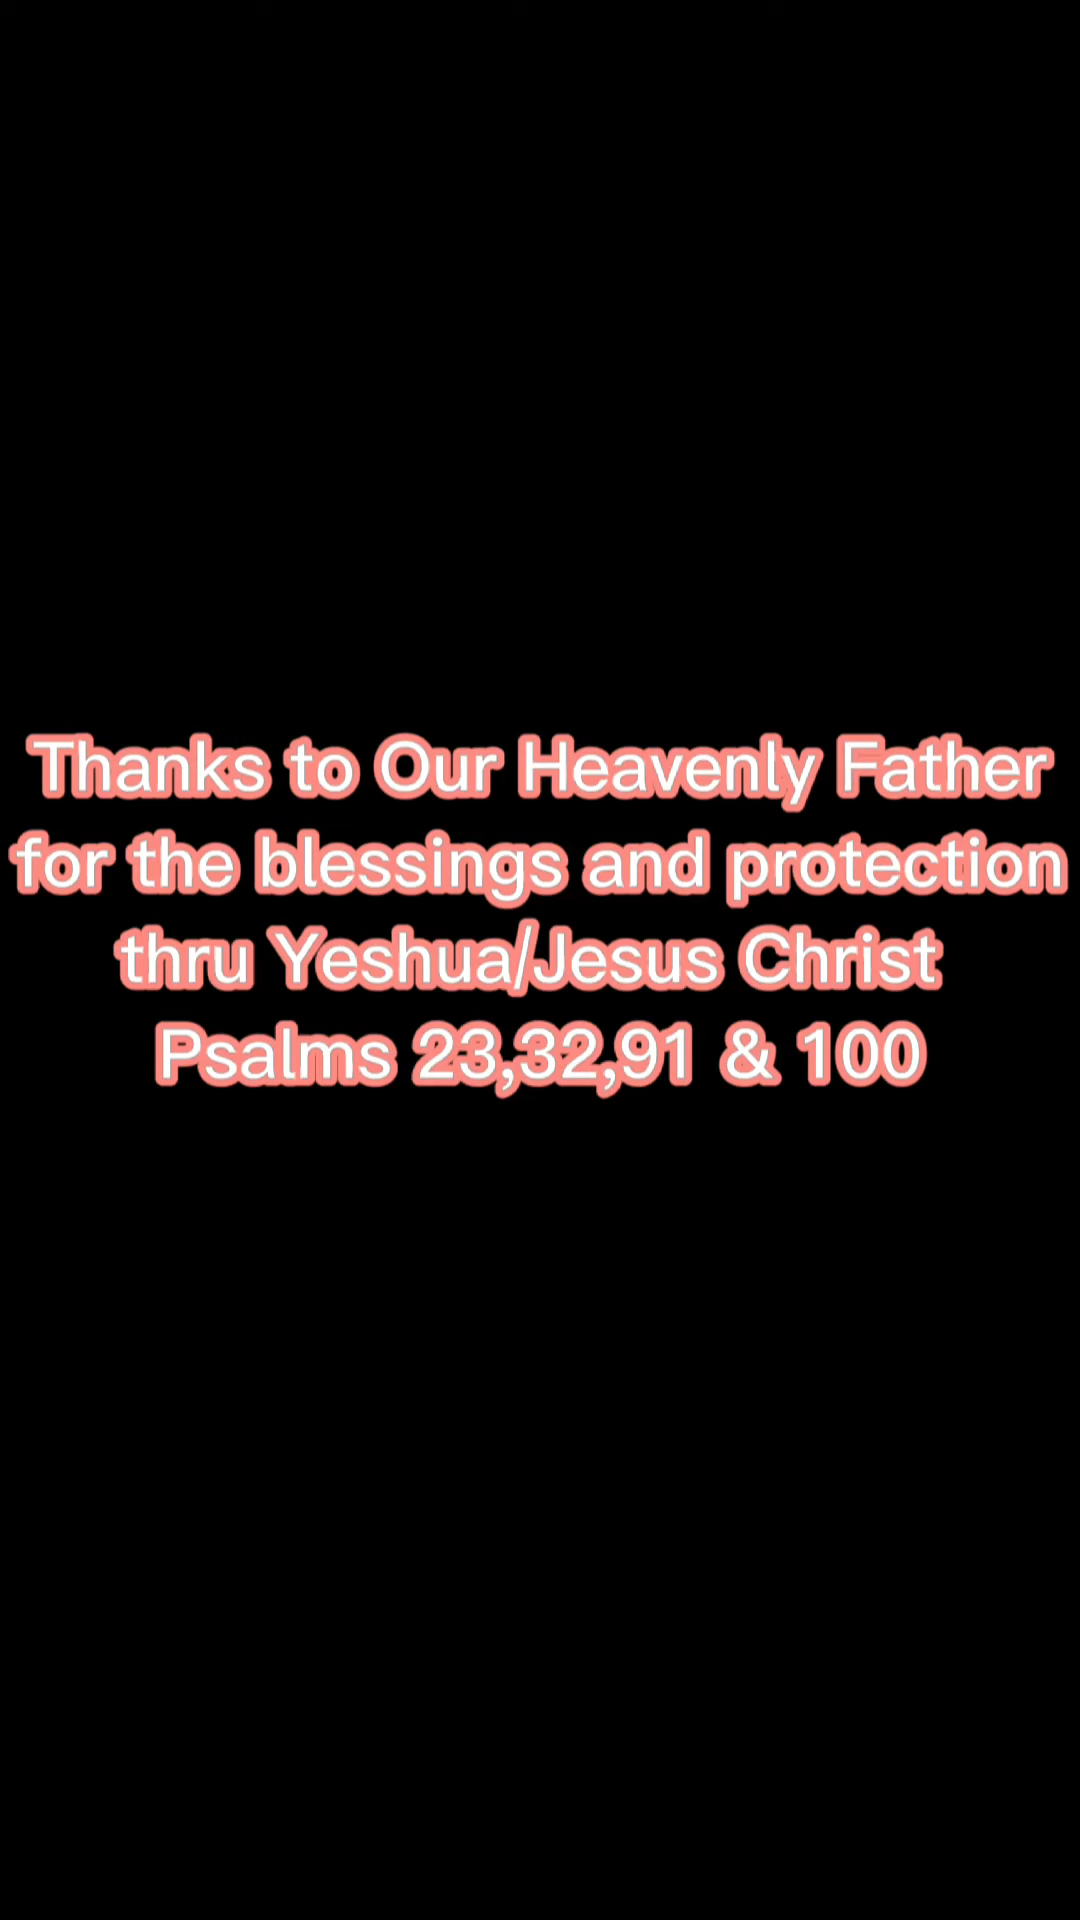 Thanks to Our Heavenly Father
for the blessings and protection
thru Yeshua/Jesus Christ
Psalms 23,32,91 & 100